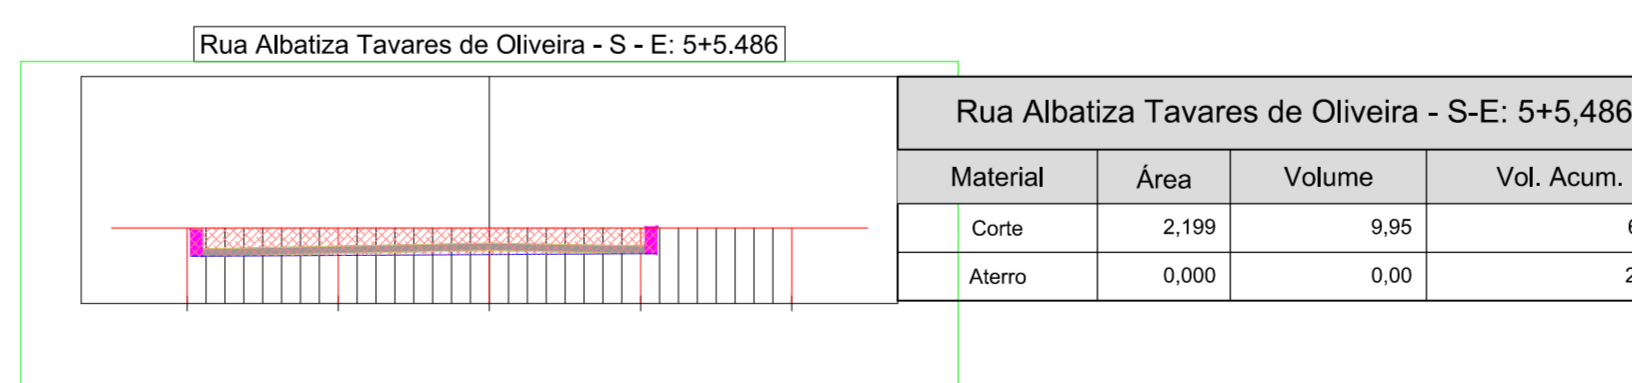 Rua Albatiza Tavares de Oliveira - S - E: 5+5.486
Rua Albatiza Tavares de Oliveira - S-E: 5+5,486
Material Área Volume Vol. Acum.
Corte 2,199 9,95
Aterro 0,000 0,00